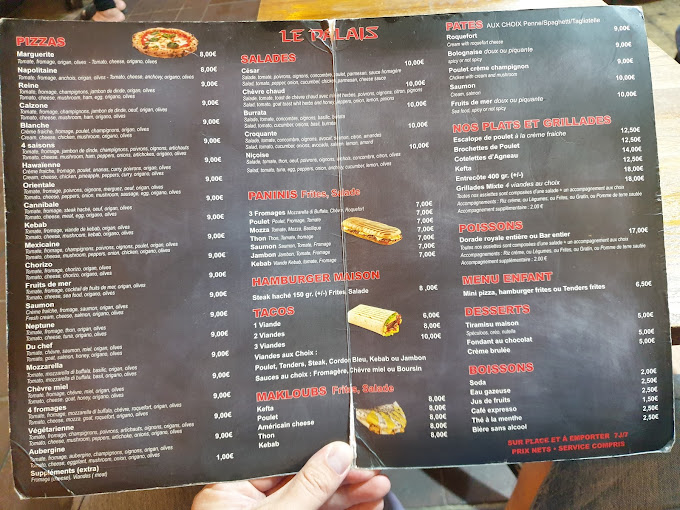 LE PALAIS
PIZZAS
Marguerite 8,00€
Tomate, fromage, origan, olives - Tomato, cheese, origano, olives
Napolitaine 8,00€
Tomate, fromage, anchois, origan, olives - Tomato, cheese, anchovy, origano, olives
Reine 9,00€
Tomate, fromage, champignons, jambon de dinde, origan, olives
Tomato, cheese, mushroom, ham, egg, origano, olives
Calzone 9,00€
Tomate, fromage, champignons, jambon de dinde, oeuf, origan, olives
Tomato, cheese, mushroom, ham, egg, origano, olives
Blanche 9,00€
Crème fraîche, fromage, poulet, origan, olives
Cream, cheese, chicken, mushroom, origano, olives
4 saisons 9,00€
Tomate, fromage, champignons, jambon de dinde, poivrons, artichauts
Tomato, cheese, mushroom, ham, peppers, onions, artichokes, origano, olives
Hawaïenne 9,00€
Crème fraîche, fromage, poulet, ananas, curry, poivrons, origan, olives
Cream, cheese, chicken, pineapple, peppers, curry, origano, olives
Orientale 9,00€
Tomate, fromage, poivrons, oignons, merguez, oeuf, origan, olives
Tomato, cheese, peppers, onion, sausage, egg, origano, olives
Cannibale 9,00€
Tomate, fromage, steak haché, oeuf, origan, olives
Tomato, cheese, meat, egg, origano, olives
Kebab 9,00€
Tomate, fromage, viande de kebab, origan, olives
Mexicaine 9,00€
Tomate, fromage, champignons, poivrons, oignons, poulet, origan, olives
Tomato, cheese, mushroom, peppers, onion, chicken, origano, olives
Chorizo 9,00€
Tomate, fromage, chorizo, origan, olives
Tomato, cheese, chorizo, origano, olives
Fruits de mer 9,00€
Tomate, fromage, cocktail de fruits de mer, origan, olives
Tomato, cheese, sea food, origano, olives
Saumon 9,00€
Crème fraîche, fromage, saumon, origan, olives
Fresh cream, cheese, salmon, origano, olives
Neptune 9,00€
Tomate, fromage, thon, origan, olives
Tomato, cheese, tuna, origano, olives
Du chef 9,00€
Tomate, chèvre, saumon, miel, origan, olives
Tomato, goat, salmon, honey, origano, olives
Mozzarella 9,00€
Tomate, mozzarella di bufala, basilic, origan, olives
Tomato, mozzarella di bufala, basil, origano, olives
Chèvre miel 9,00€
Tomate, fromage, chèvre, miel, origan, olives
Tomato, cheese, goat, honey, origano, olives
4 fromages 9,00€
Tomate, fromage, mozzarella di bufala, chèvre, roquefort, origan, olives
Tomato, cheese, mozza, goat, roquefort, origano, olives
Végétarienne 9,00€
Tomate, fromage, champignons, poivrons, artichauts, oignons, origan, olives
Tomato, cheese, mushroom, peppers, artichoke, onions, origano, olives
Aubergine 9,00€
Tomate, fromage, aubergine, champignons, oignons, origan, olives
Tomato, cheese, eggplant, mushroom, onion, origano, olives
Suppléments (extra) 1,00€
Fromage (cheese), Viandes ( meat)
SALADES
César 10,00€
Salade, tomate, poivrons, oignons, concombre, poulet, parmesan, sauce fromagère
Salad, tomato, pepper, onion, cucumber, chicken, parmesan, cheese sauce
Chèvre chaud 10,00€
Salad, tomato, goat toast whit herbs and honey, peppers, onion, lemon, pinions
Burrata 10,00€
Salade, tomate, concombre, oignons, basilic, burrata
Salad, tomato, cucumber, onions, basil, burrata
Croquante 10,00€
Salade, tomate, concombre, oignons, avocat, saumon, citron, amandes
Salad, tomato, cucumber, onions, avocado, salmon, lemon, almond
Niçoise 10,00€
Salade, tomate, thon, oeuf, poivrons, oignons, anchois, concombre, citron, olives
Salad, tomato, tuna, egg, peppers, onion, anchovy, cucumber, lemon, olives
PANINIS Frites, Salade
3 Fromages Mozzarella di Buffala, Chèvre, Roquefort 7,00€
Poulet Poulet, Fromage, Tomate 7,00€
Mozza Mozza, Tomate, Basilique 7,00€
Thon Thon, Tomate, Fromage 7,00€
Saumon Saumon, Tomate, Fromage 7,00€
Jambon Jambon, Tomate, Fromage 7,00€
Kebab Viande Kebab, tomate, Fromage 7,00€
HAMBURGER MAISON
Steak haché 150 gr. (+/-) Frites, Salade 8 ,00€
TACOS
1 Viande 6,00€
2 Viandes 8,00€
3 Viandes 10,00€
Viandes aux Choix :
Poulet, Tenders, Steak, Cordon Bleu, Kebab ou Jambon
Sauces au choix : Fromagère, Chèvre miel or Boursin
MAKLOUBS Frites, Salade
Kefta 8,00€
Poulet 8,00€
Américain cheese 8,00€
Thon 8,00€
Kebab 8,00€
PATES AUX CHOIX Penne/Spaghetti/Tagliatelle
Roquefort 9,00€
Cream with roquefort cheese
Bolognaise doux ou piquante 9,00€
spicy or not spicy
Poulet crème champignon 9,00€
Chicken with cream and mushroom
Saumon 10,00€
Cream, salmon
Fruits de mer doux ou piquante 10,00€
Sea food, spicy or not spicy
NOS PLATS ET GRILLADES
Escalope de poulet à la crème fraiche 12,50€
Brochettes de Poulet 12,50€
Cotelettes d'Agneau 14,00€
Kefta 12,50€
Entrecôte 400 gr. (+/-) 18,00€
Grillades Mixte 4 viandes au choix 18,00€
Toutes nos assiettes sont composées d'une salade + un accompagnement aux choix
Accompagnements : Riz crème, ou Légumes, ou Frites, ou Gratin, ou Pomme de terre sautée
Accompagnement supplémentaire : 2,00 €
POISSONS
Dorade royale entière ou Bar entier 17,00€
Toutes nos assiettes sont composées d'une salade + un accompagnement aux choix
Accompagnements : Riz crème, ou Légumes, ou Frites, ou Gratin, ou Pomme de terre sautée
Accompagnement supplémentaire : 2,00 €
MENU ENFANT
Mini pizza, hamburger frites ou Tenders frites 6,50€
DESSERTS
Tiramisu maison 5,00€
Spéculoos, oréo, nutella
Fondant au chocolat 5,00€
Crème brulée 5,00€
BOISSONS
Soda 2,50€
Eau gazeuse 2,50€
Jus de fruits 2,50€
Café expresso 1,50€
Thé à la menthe 2,50€
Bière sans alcool 2,50€
SUR PLACE ET À EMPORTER 7J/7
PRIX NETS - SERVICE COMPRIS